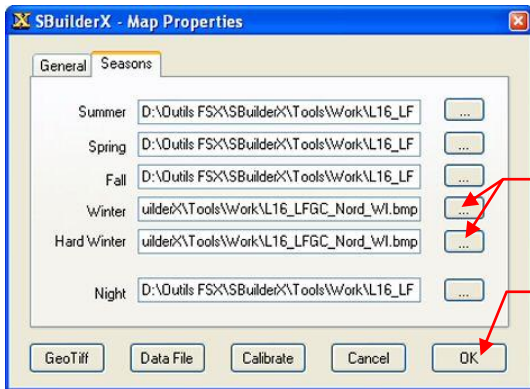 SBuilderX - Map Properties
General Seasons
Summer D:\Outils FSX\SBuilderX\Tools\Work\L16_LF ...
Spring D:\Outils FSX\SBuilderX\Tools\Work\L16_LF ...
Fall D:\Outils FSX\SBuilderX\Tools\Work\L16_LF ...
Winter uilderX\Tools\Work\L16_LFGC_Nord_WI.bmp ...
Hard Winter uilderX\Tools\Work\L16_LFGC_Nord_WI.bmp ...
Night D:\Outils FSX\SBuilderX\Tools\Work\L16_LF ...
GeoTiff Data File Calibrate Cancel OK